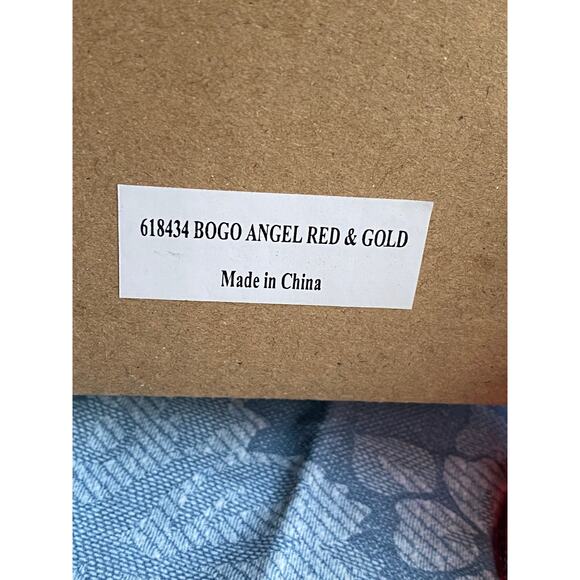 618434 BOGO ANGEL RED & GOLD
Made in China